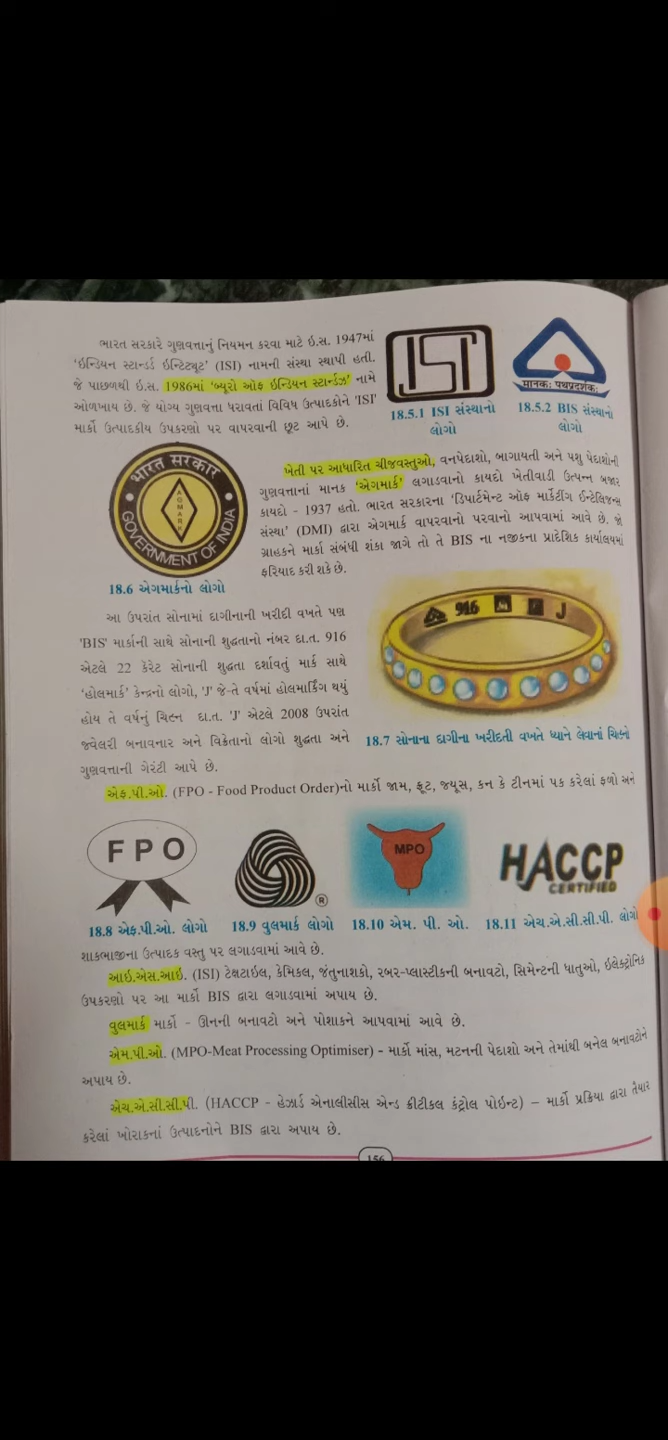 ભારત સરકારે ગુણવત્તાનું નિયમન કરવા માટે ઇ.સ. 1947માં
'ઇન્ડિયન સ્ટાન્ડર્ડ ઇન્ટિટ્યૂટ' (ISI) નામની સંસ્થા સ્થાપી હતી.
જે પાછળથી ઇ.સ. 1986માં 'બ્યૂરો ઓફ ઇન્ડિયન સ્ટાર્ન્ડઝ' નામે
ઓળખાય છે. જે યોગ્ય ગુણવત્તા ધરાવતાં વિવિધ ઉત્પાદકોને 'ISI'
માર્કો ઉત્પાદકીય ઉપકરણો પર વાપરવાની છૂટ આપે છે.
ISI
मानकः पथप्रदर्शकः
18.5.1 ISI સંસ્થાનો
લોગો
18.5.2 BIS સંસ્થાનો
લોગો
भारत सरकार
AGMARK
GOVERNMENT OF INDIA
18.6 એગમાર્કનો લોગો
ખેતી પર આધારિત ચીજવસ્તુઓ, વનપેદાશો, બાગાયતી અને પશુ પેદાશોની
ગુણવત્તાનાં માનક 'એગમાર્ક' લગાડવાનો કાયદો ખેતીવાડી ઉત્પન્ન બજાર
કાયદો - 1937 હતો. ભારત સરકારના 'ડિપાર્ટમેન્ટ ઓફ માર્કેટીંગ ઈન્ટેલિજન્સ
સંસ્થા' (DMI) દ્વારા એગમાર્ક વાપરવાનો પરવાનો આપવામાં આવે છે. જો
ગ્રાહકને માર્કા સંબંધી શંકા જાગે તો તે BIS ના નજીકના પ્રાદેશિક કાર્યાલયમાં
ફરિયાદ કરી શકે છે.
આ ઉપરાંત સોનામાં દાગીનાની ખરીદી વખતે પણ
'BIS' માર્કાની સાથે સોનાની શુદ્ધતાનો નંબર દા.ત. 916
એટલે 22 કેરેટ સોનાની શુદ્ધતા દર્શાવતું માર્ક સાથે
'હોલમાર્ક' કેન્દ્રનો લોગો, 'J' જે-તે વર્ષમાં હોલમાર્કિંગ થયું
હોય તે વર્ષનું ચિહ્ન દા.ત. 'J' એટલે 2008 ઉપરાંત
જ્વેલરી બનાવનાર અને વિક્રેતાનો લોગો શુદ્ધતા અને
ગુણવત્તાની ગેરંટી આપે છે.
916 J
18.7 સોનાના દાગીના ખરીદતી વખતે ધ્યાને લેવાનાં ચિહ્નો
એફ.પી.ઓ. (FPO - Food Product Order)નો માર્કો જામ, ફ્રૂટ, જ્યૂસ, કન કે ટીનમાં પક કરેલાં ફળો અને
FPO
®
MPO
HACCP
CERTIFIED
18.8 એફ.પી.ઓ. લોગો
18.9 વુલમાર્ક લોગો
18.10 એમ. પી. ઓ.
18.11 એચ.એ.સી.સી.પી. લોગો
શાકભાજીના ઉત્પાદક વસ્તુ પર લગાડવામાં આવે છે.
આઇ.એસ.આઇ. (ISI) ટેક્ષટાઇલ, કેમિકલ, જંતુનાશકો, રબર-પ્લાસ્ટીકની બનાવટો, સિમેન્ટની ધાતુઓ, ઇલેક્ટ્રોનિક
ઉપકરણો પર આ માર્કો BIS દ્વારા લગાડવામાં અપાય છે.
વુલમાર્ક માર્કો - ઊનની બનાવટો અને પોશાકને આપવામાં આવે છે.
એમ.પી.ઓ. (MPO-Meat Processing Optimiser) - માર્કો માંસ, મટનની પેદાશો અને તેમાંથી બનેલ બનાવટોને
અપાય છે.
એચ.એ.સી.સી.પી. (HACCP - હેઝાર્ડ એનાલીસીસ એન્ડ ક્રીટીકલ કંટ્રોલ પોઇન્ટ) – માર્કો પ્રક્રિયા દ્વારા તૈયાર
કરેલાં ખોરાકનાં ઉત્પાદનોને BIS દ્વારા અપાય છે.
156